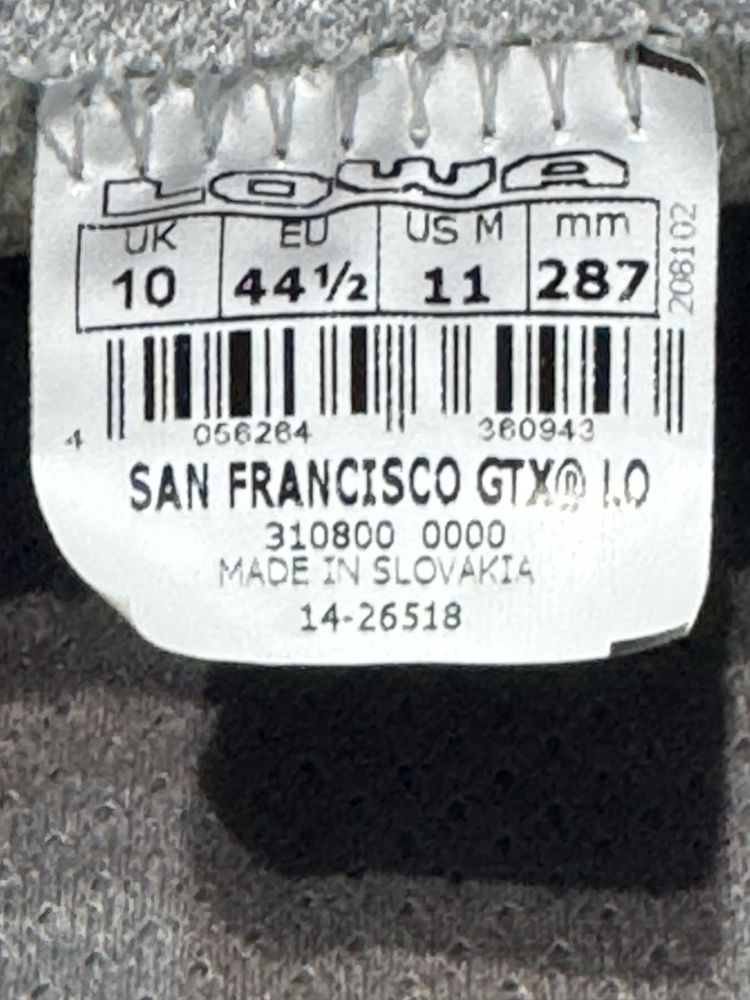 LOWA
UK EU US M mm
10 44½ 11 287
208102
4 056264 360943
SAN FRANCISCO GTX® LO
310800 0000
MADE IN SLOVAKIA
14-26518